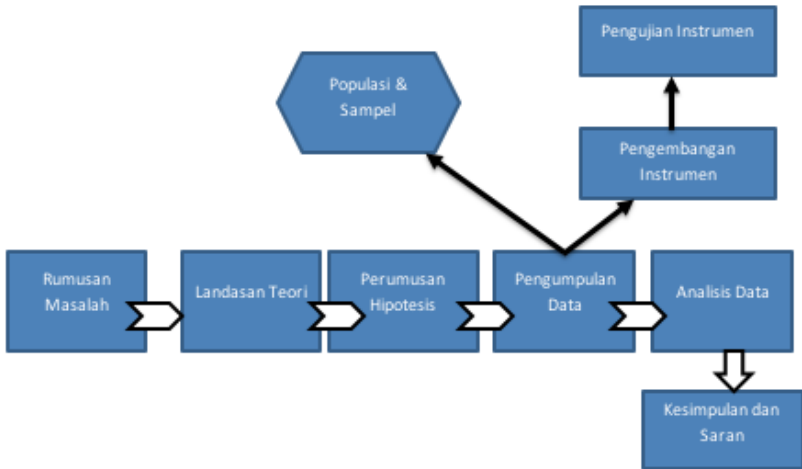 Pengujian Instrumen
Populasi &
Sampel
Pengembangan
Instrumen
Rumusan
Masalah
Landasan Teori
Perumusan
Hipotesis
Pengumpulan
Data
Analisis Data
Kesimpulan dan
Saran